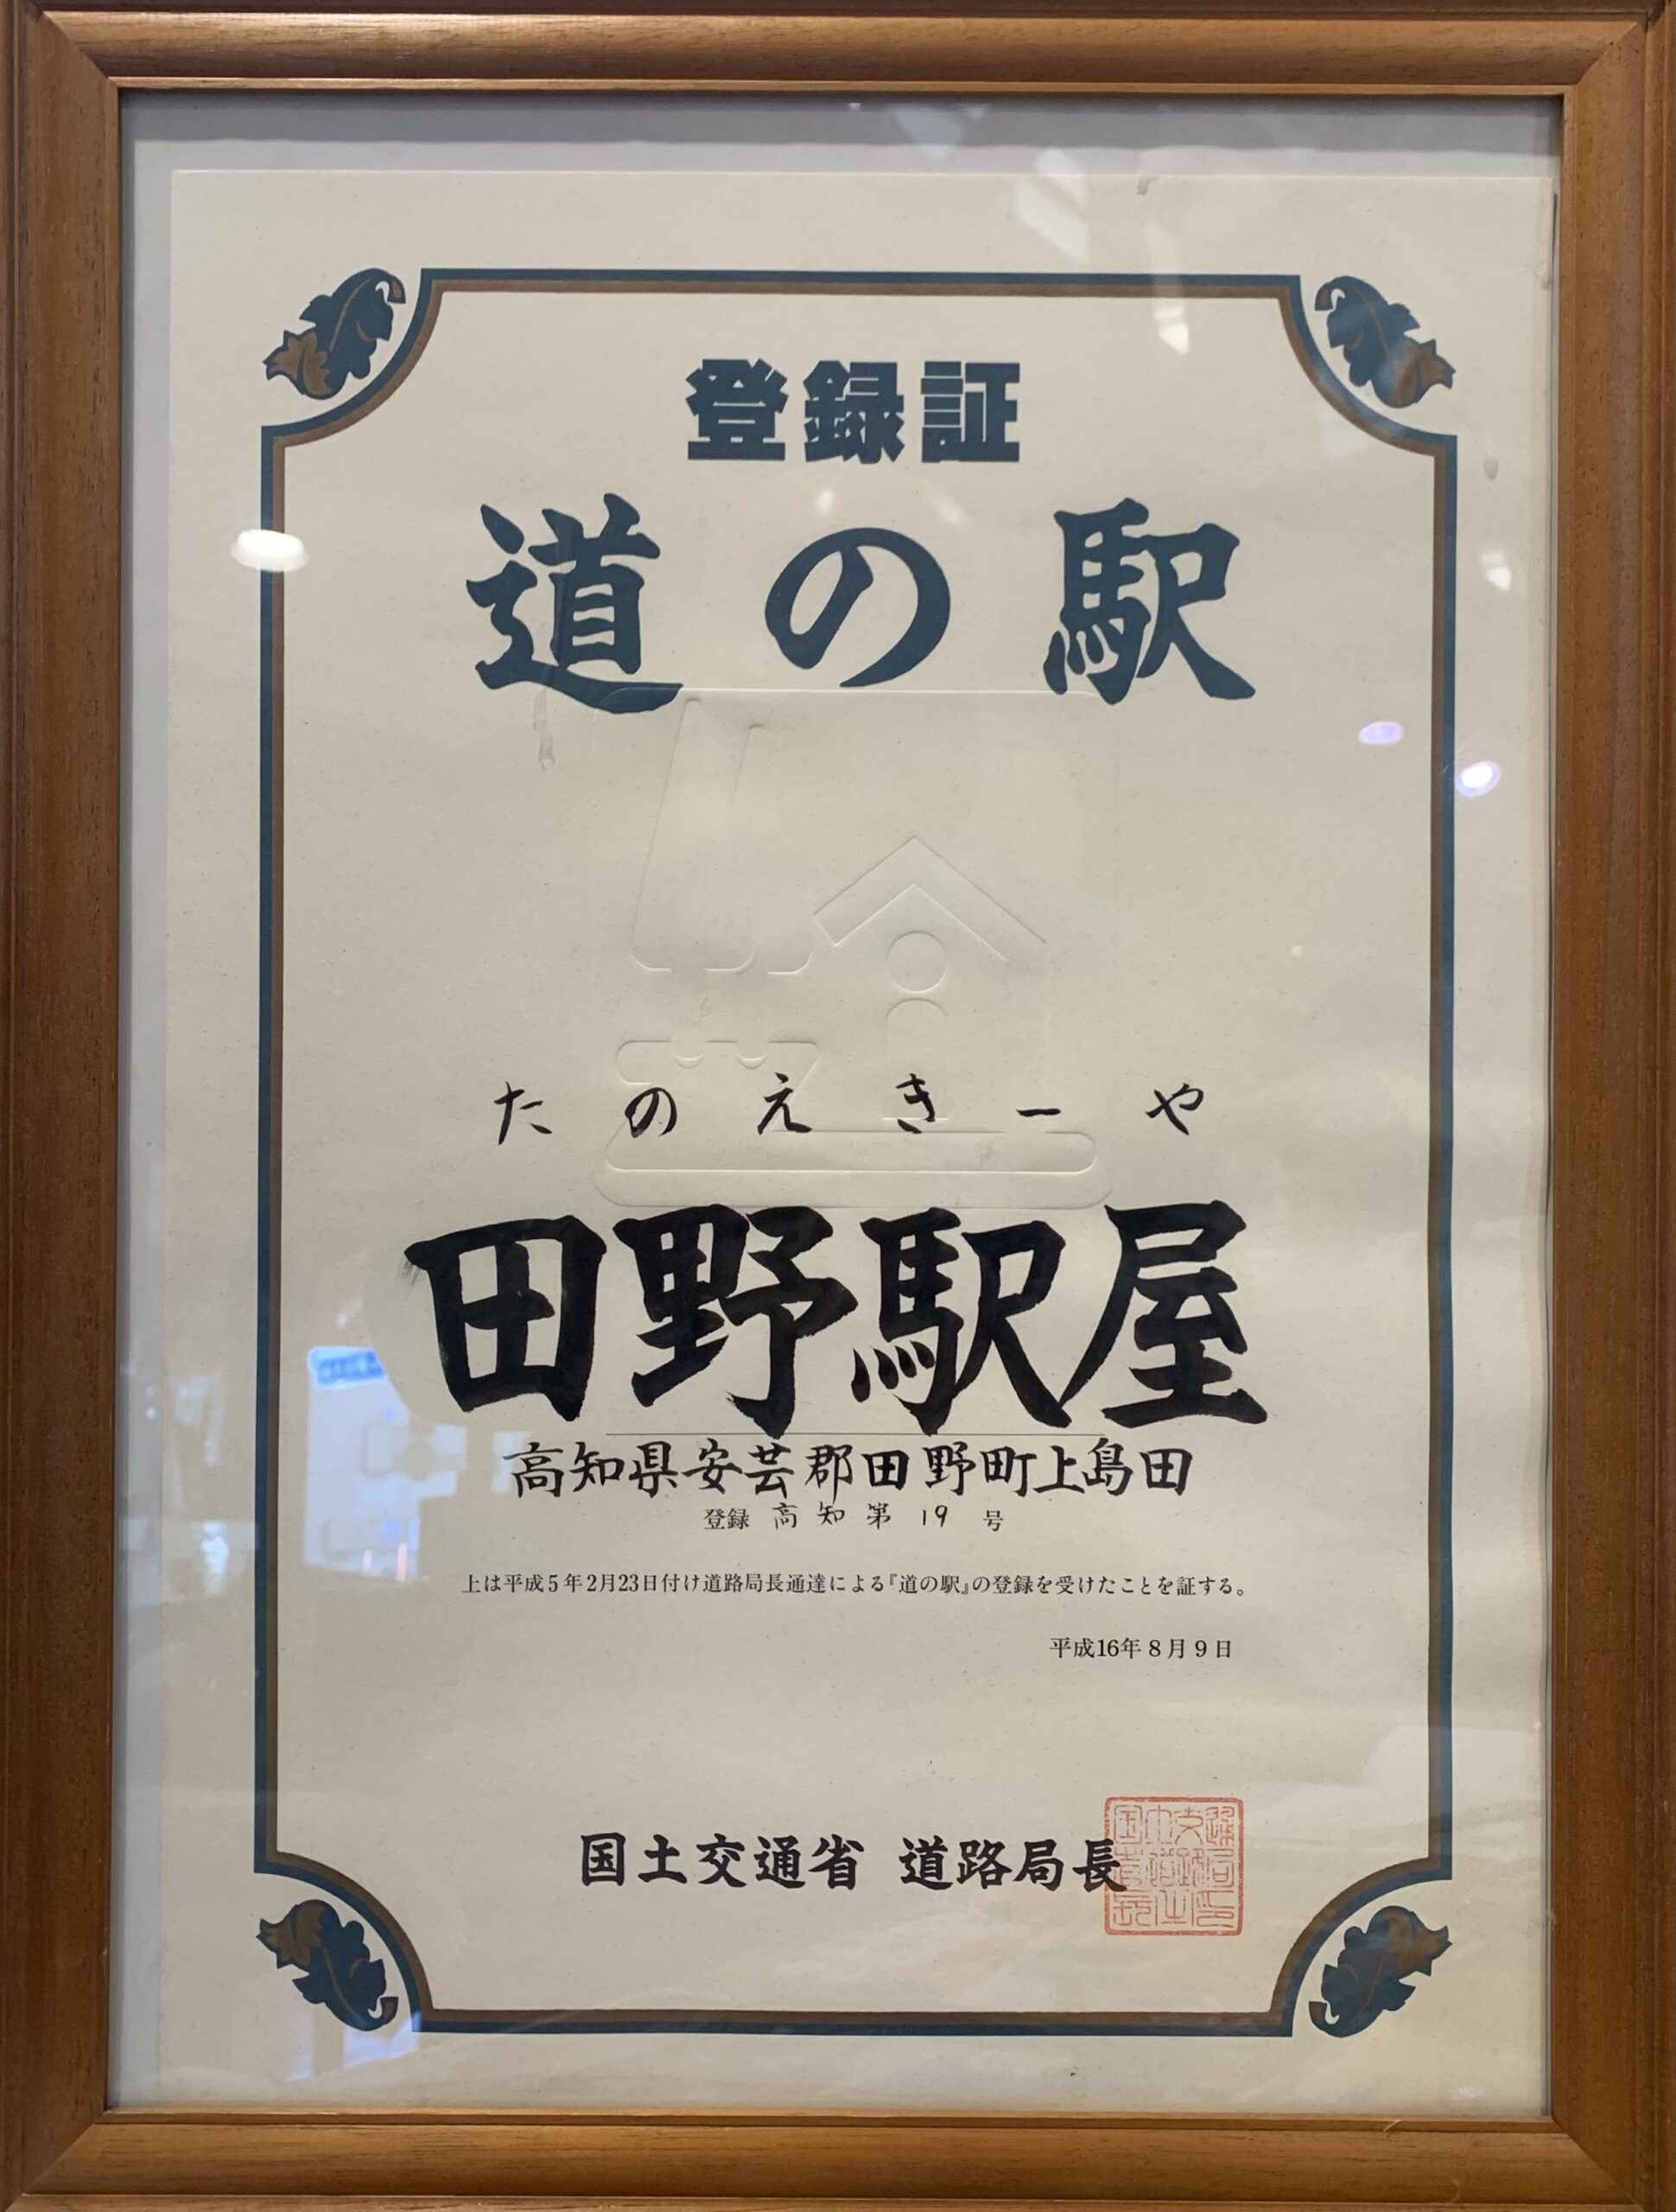 登録証
道の駅
たのえきーや
田野駅屋
高知県安芸郡田野町上島田
登録 高知第19号
上は平成5年2月23日付け道路局長通達による『道の駅』の登録を受けたことを証する。
平成16年8月9日
国土交通省 道路局長